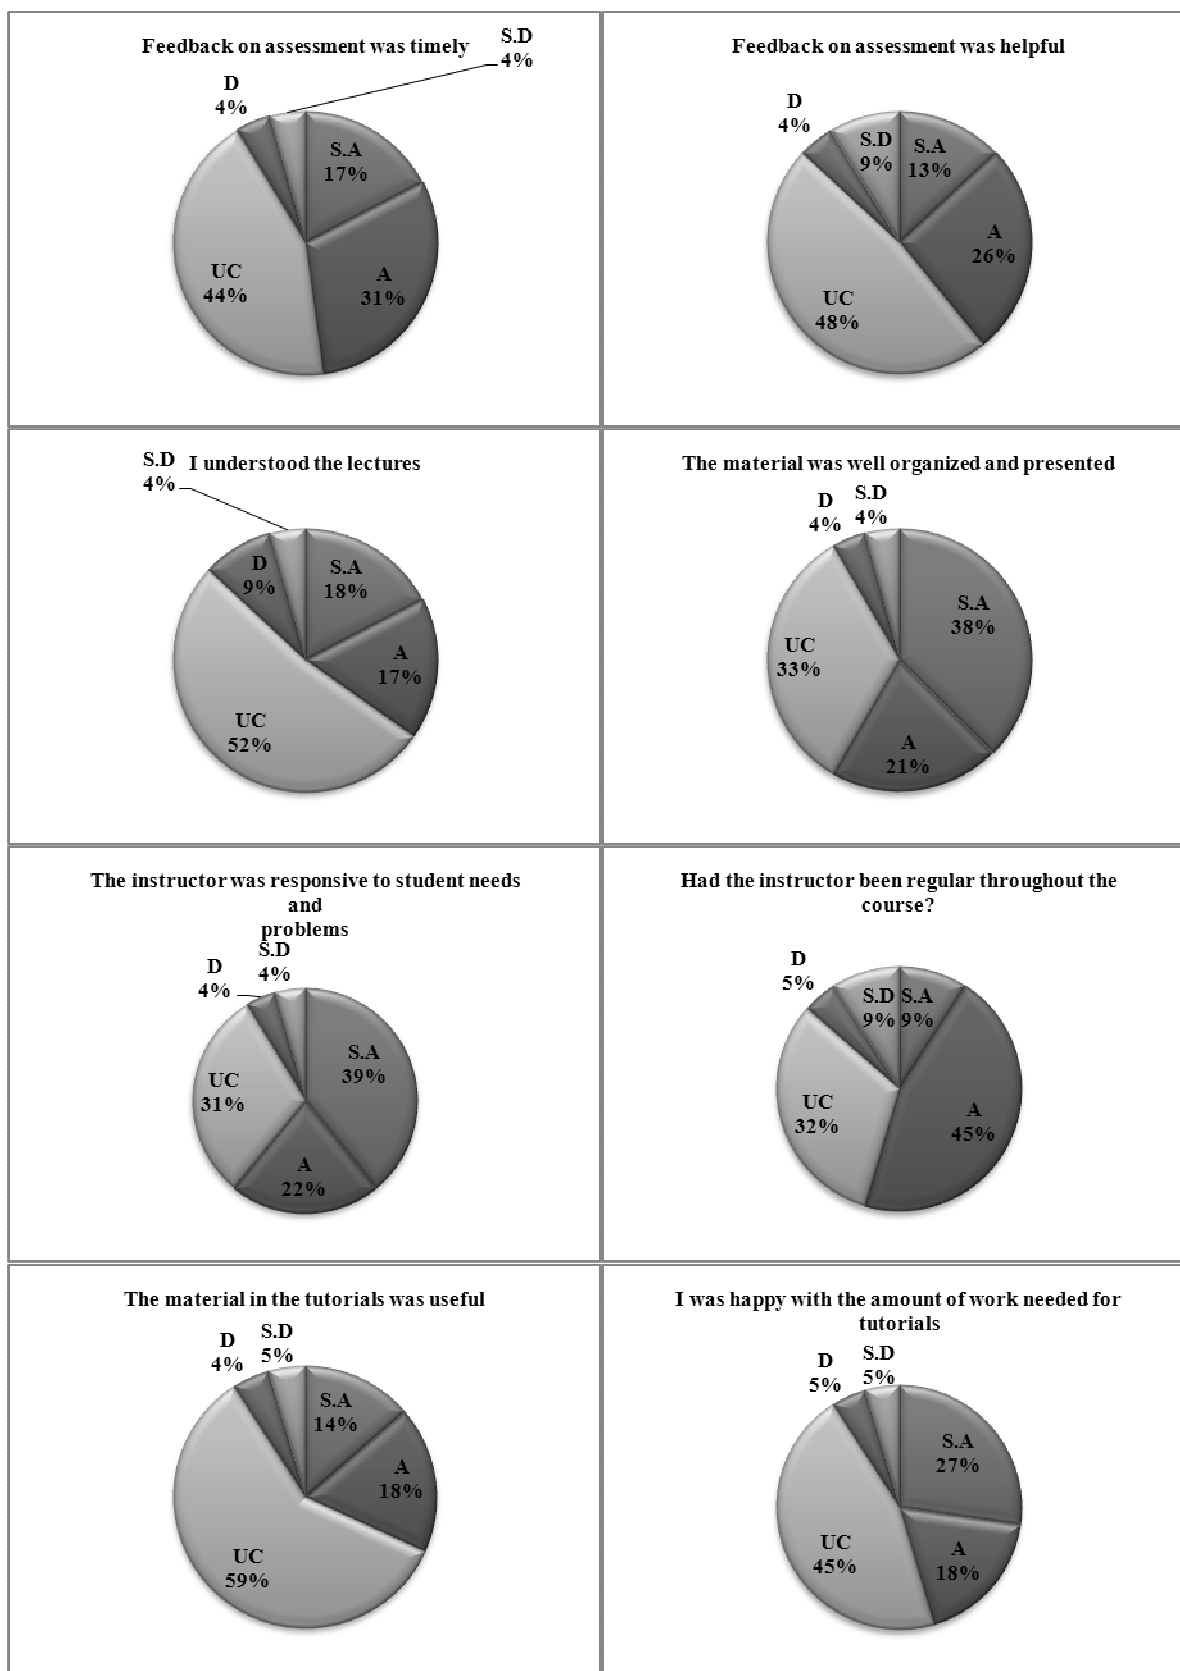 Feedback on assessment was timely
S.D
4%
D
4%
S.A
17%
A
31%
UC
44%
Feedback on assessment was helpful
D
4%
S.D
9%
S.A
13%
A
26%
UC
48%
I understood the lectures
S.D
4%
D
9%
S.A
18%
A
17%
UC
52%
The material was well organized and presented
D
4%
S.D
4%
S.A
38%
UC
33%
A
21%
The instructor was responsive to student needs
and
problems
S.D
4%
D
4%
S.A
39%
UC
31%
A
22%
Had the instructor been regular throughout the
course?
D
5%
S.D
9%
S.A
9%
UC
32%
A
45%
The material in the tutorials was useful
D
4%
S.D
5%
S.A
14%
A
18%
UC
59%
I was happy with the amount of work needed for
tutorials
D
5%
S.D
5%
S.A
27%
UC
45%
A
18%